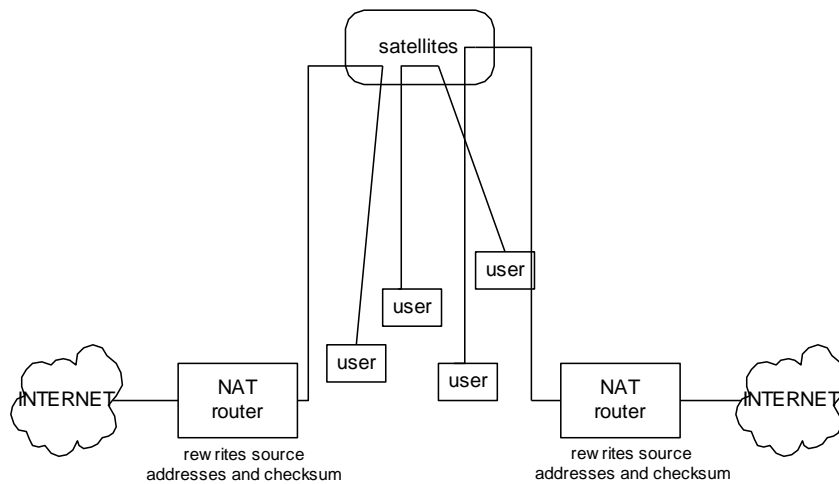 satellites
user
user
user
user
INTERNET
NAT
router
NAT
router
INTERNET
rew rites source
addresses and checksum
rew rites source
addresses and checksum